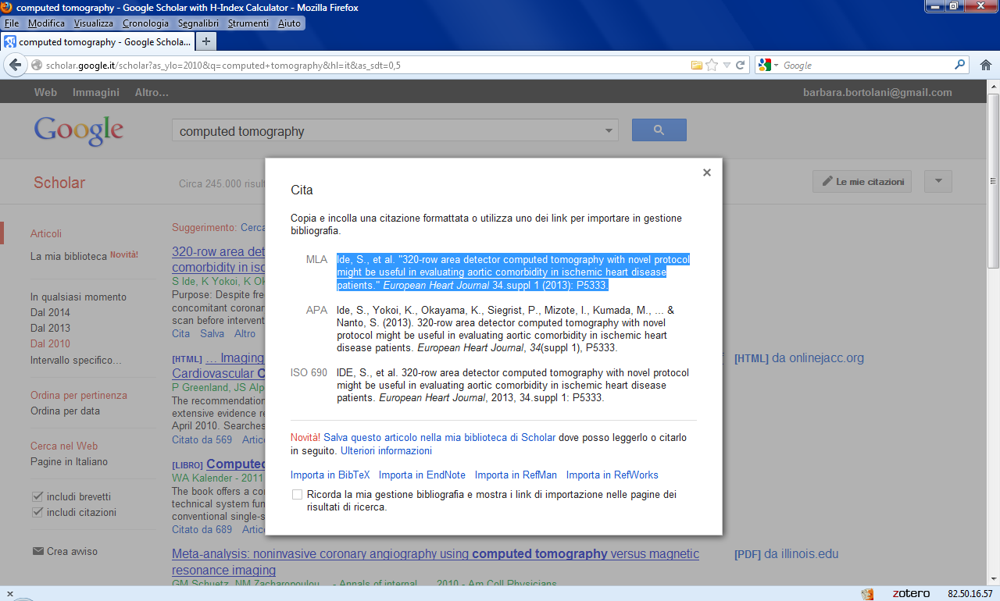 computed tomography - Google Scholar with H-Index Calculator - Mozilla Firefox
File Modifica Visualizza Cronologia Segnalibri Strumenti Aiuto
computed tomography - Google Schola... +
scholar.google.it/scholar?as_ylo=2010&q=computed+tomography&hl=it&as_sdt=0,5
Google
Web Immagini Altro... barbara.bortolani@gmail.com
Google computed tomography
Scholar Circa 245.000 risult Le mie citazioni
Cita
Copia e incolla una citazione formattata o utilizza uno dei link per importare in gestione
bibliografia.
MLA Ide, S., et al. "320-row area detector computed tomography with novel protocol
might be useful in evaluating aortic comorbidity in ischemic heart disease
patients." European Heart Journal 34.suppl 1 (2013): P5333.
APA Ide, S., Yokoi, K., Okayama, K., Siegrist, P., Mizote, I., Kumada, M., ... &
Nanto, S. (2013). 320-row area detector computed tomography with novel
protocol might be useful in evaluating aortic comorbidity in ischemic heart
disease patients. European Heart Journal, 34(suppl 1), P5333.
ISO 690 IDE, S., et al. 320-row area detector computed tomography with novel protocol
might be useful in evaluating aortic comorbidity in ischemic heart disease
patients. European Heart Journal, 2013, 34.suppl 1: P5333.
Novità! Salva questo articolo nella mia biblioteca di Scholar dove posso leggerlo o citarlo
in seguito. Ulteriori informazioni
Importa in BibTeX Importa in EndNote Importa in RefMan Importa in RefWorks
Ricorda la mia gestione bibliografia e mostra i link di importazione nelle pagine dei
risultati di ricerca.
Articoli
La mia biblioteca Novità!
In qualsiasi momento
Dal 2014
Dal 2013
Dal 2010
Intervallo specifico...
Ordina per pertinenza
Ordina per data
Cerca nel Web
Pagine in Italiano
includi brevetti
includi citazioni
Crea avviso
Suggerimento: Cerca
320-row area det
comorbidity in isch
S Ide, K Yokoi, K Ok
Purpose: Despite fre
concomitant coronar
scan before intervent
Cita Salva Altro
[HTML] ... Imaging [HTML] da onlinejacc.org
Cardiovascular C
P Greenland, JS Alp
The recommendation
extensive evidence re
April 2010. Searches
Citato da 569 Artic
[LIBRO] Computed
WA Kalender - 2011
The book offers a co
technical system fun
conventional single-s
Citato da 689 Artic
Meta-analysis: noninvasive coronary angiography using computed tomography versus magnetic [PDF] da illinois.edu
resonance imaging
GM Schuetz, NM Zacharopoulou... - Annals of internal ..., 2010 - Am Coll Physicians
zotero 82.50.16.57